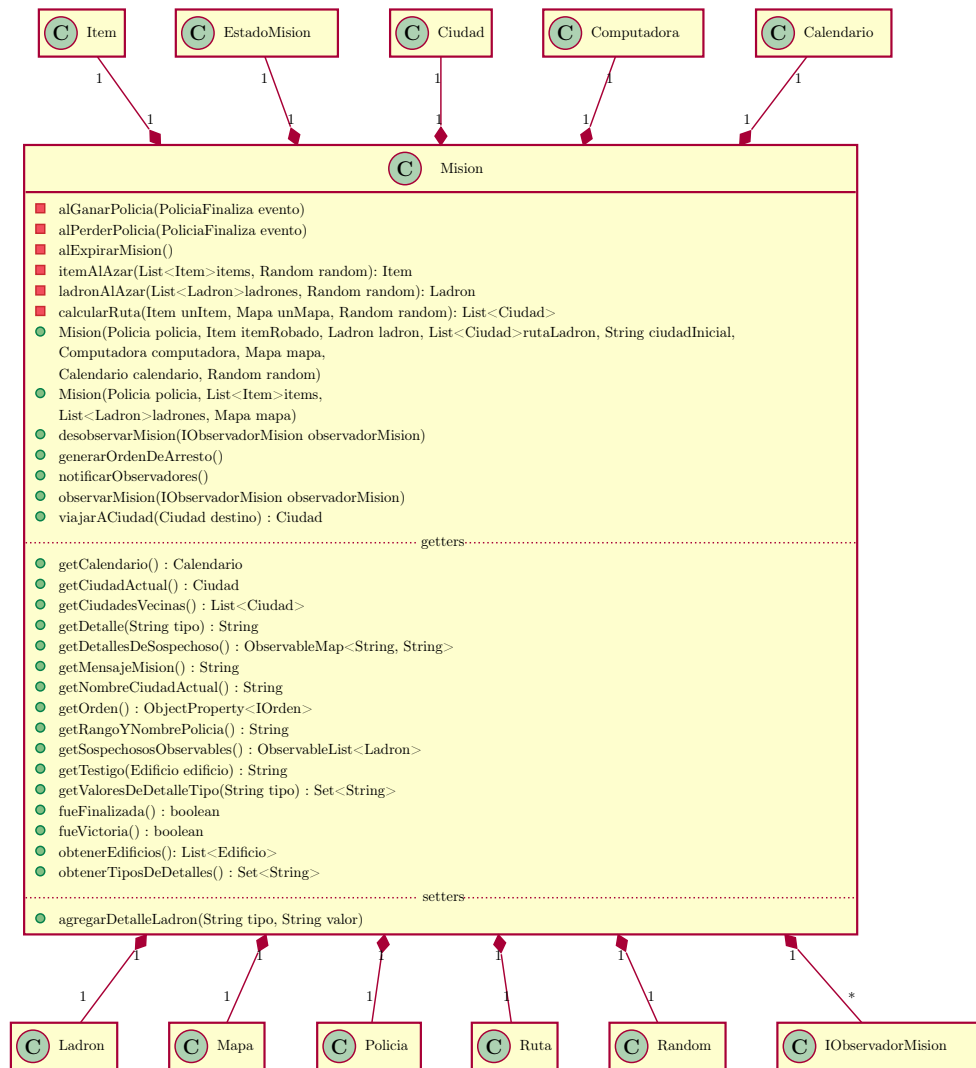 C Item
C EstadoMision
C Ciudad
C Computadora
C Calendario
1 1 1 1 1
1 1 1 1 1
C Mision
alGanarPolicia(PoliciaFinaliza evento)
alPerderPolicia(PoliciaFinaliza evento)
alExpirarMision()
itemAlAzar(List<Item>items, Random random): Item
ladronAlAzar(List<Ladron>ladrones, Random random): Ladron
calcularRuta(Item unItem, Mapa unMapa, Random random): List<Ciudad>
Mision(Policia policia, Item itemRobado, Ladron ladron, List<Ciudad>rutaLadron, String ciudadInicial,
Computadora computadora, Mapa mapa,
Calendario calendario, Random random)
Mision(Policia policia, List<Item>items,
List<Ladron>ladrones, Mapa mapa)
desobservarMision(IObservadorMision observadorMision)
generarOrdenDeArresto()
notificarObservadores()
observarMision(IObservadorMision observadorMision)
viajarACiudad(Ciudad destino) : Ciudad
getters
getCalendario() : Calendario
getCiudadActual() : Ciudad
getCiudadesVecinas() : List<Ciudad>
getDetalle(String tipo) : String
getDetallesDeSospechoso() : ObservableMap<String, String>
getMensajeMision() : String
getNombreCiudadActual() : String
getOrden() : ObjectProperty<IOrden>
getRangoYNombrePolicia() : String
getSospechososObservables() : ObservableList<Ladron>
getTestigo(Edificio edificio) : String
getValoresDeDetalleTipo(String tipo) : Set<String>
fueFinalizada() : boolean
fueVictoria() : boolean
obtenerEdificios(): List<Edificio>
obtenerTiposDeDetalles() : Set<String>
setters
agregarDetalleLadron(String tipo, String valor)
1 1 1 1 1 1
1 1 1 1 1 *
C Ladron
C Mapa
C Policia
C Ruta
C Random
C IObservadorMision